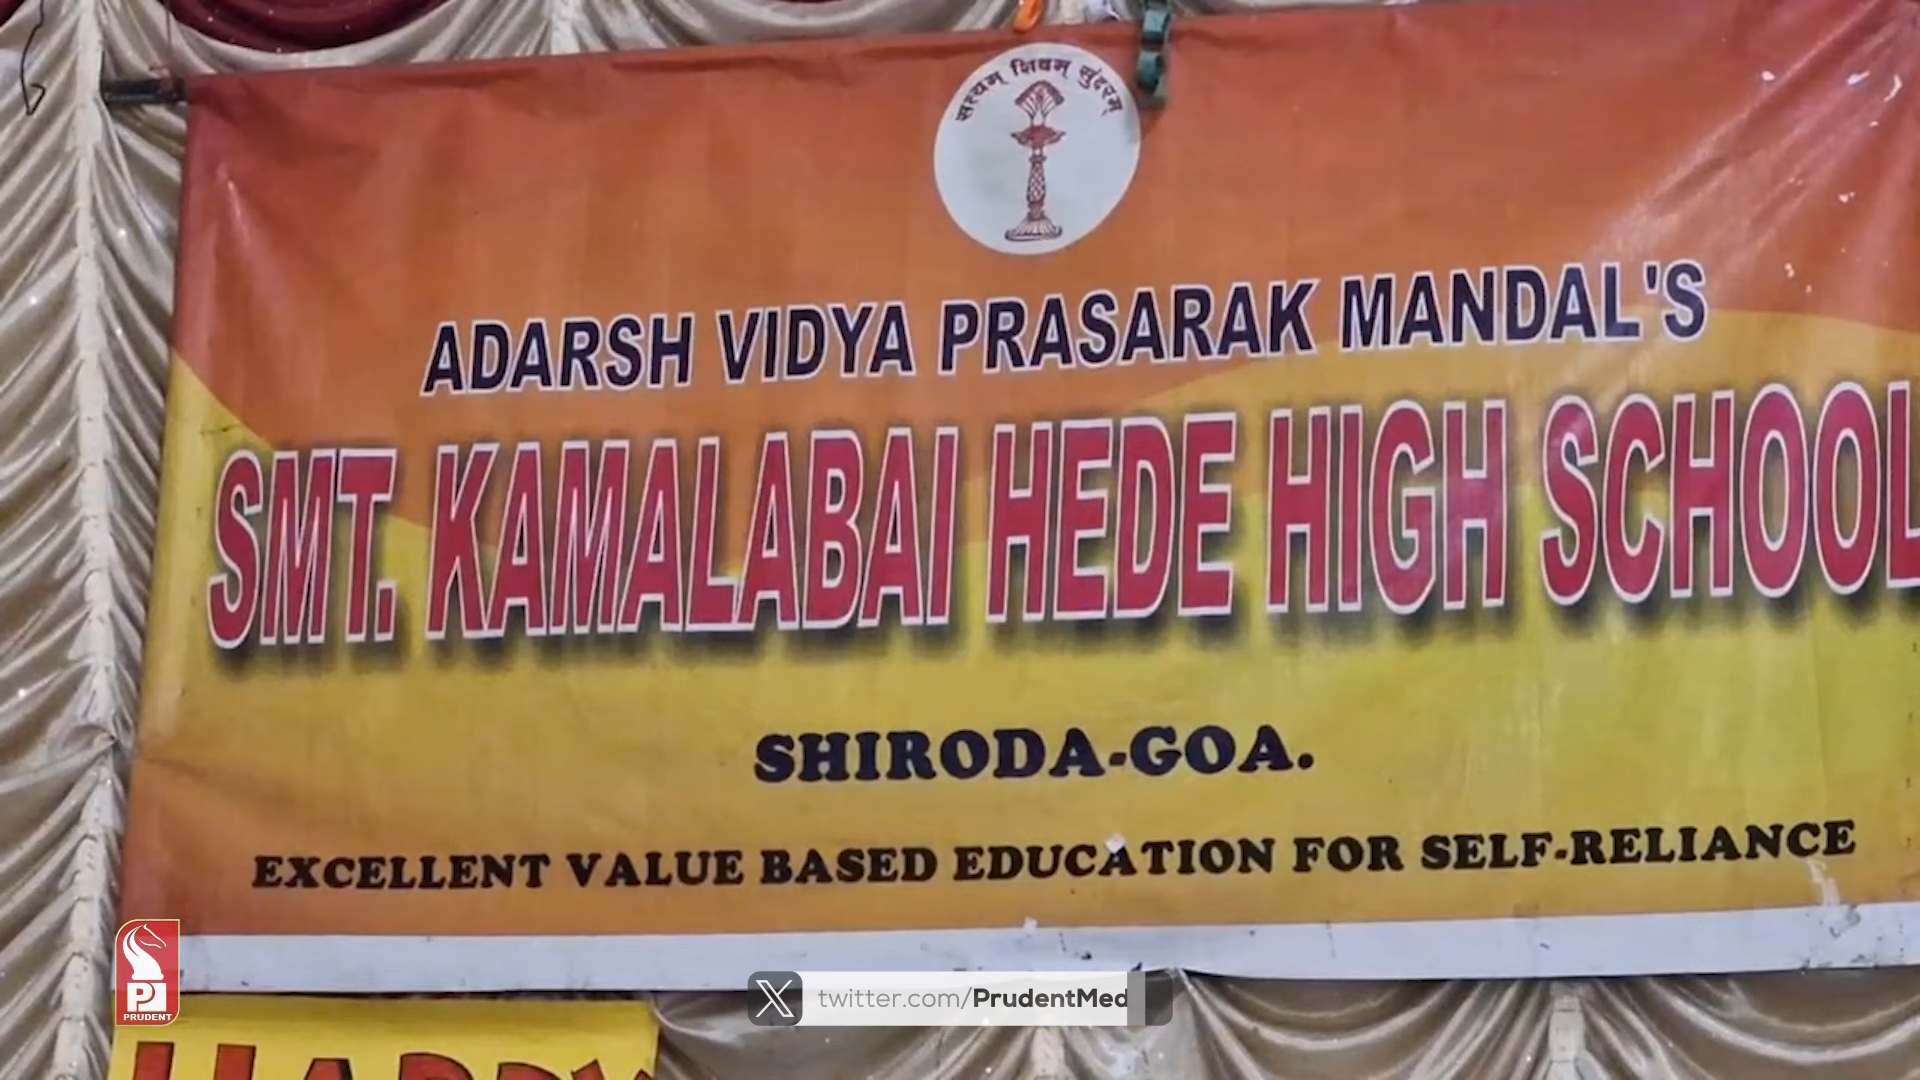 सत्यम् शिवम् सुंदरम्
ADARSH VIDYA PRASARAK MANDAL'S
SMT. KAMALABAI HEDE HIGH SCHOOL
SHIRODA-GOA.
EXCELLENT VALUE BASED EDUCATION FOR SELF-RELIANCE
PRUDENT
twitter.com/PrudentMed
HAPPY